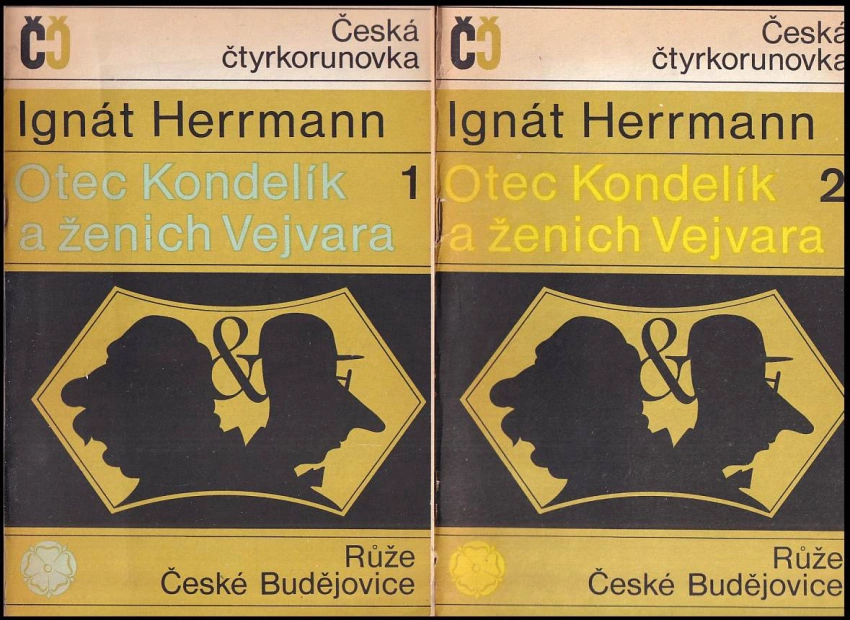 ČČ
Česká
čtyrkorunovka
Ignát Herrmann
Otec Kondelík 1
a ženich Vejvara
&
Růže
České Budějovice
ČČ
Česká
čtyrkorunovka
Ignát Herrmann
Otec Kondelík 2
a ženich Vejvara
&
Růže
České Budějovice